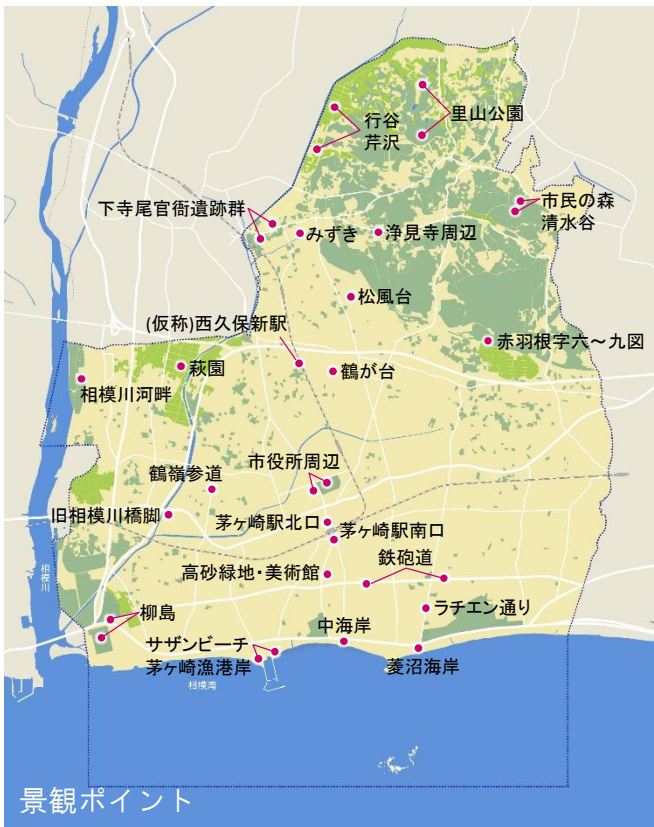 里山公園
行谷
芹沢
市民の森
清水谷
下寺尾官衙遺跡群
みずき
浄見寺周辺
松風台
(仮称)西久保新駅
赤羽根字六～九図
萩園
鶴が台
相模川河畔
市役所周辺
鶴嶺参道
旧相模川橋脚
茅ヶ崎駅北口
茅ヶ崎駅南口
鉄砲道
高砂緑地・美術館
相模川
柳島
ラチエン通り
中海岸
サザンビーチ
茅ヶ崎漁港岸
菱沼海岸
相模湾
景観ポイント